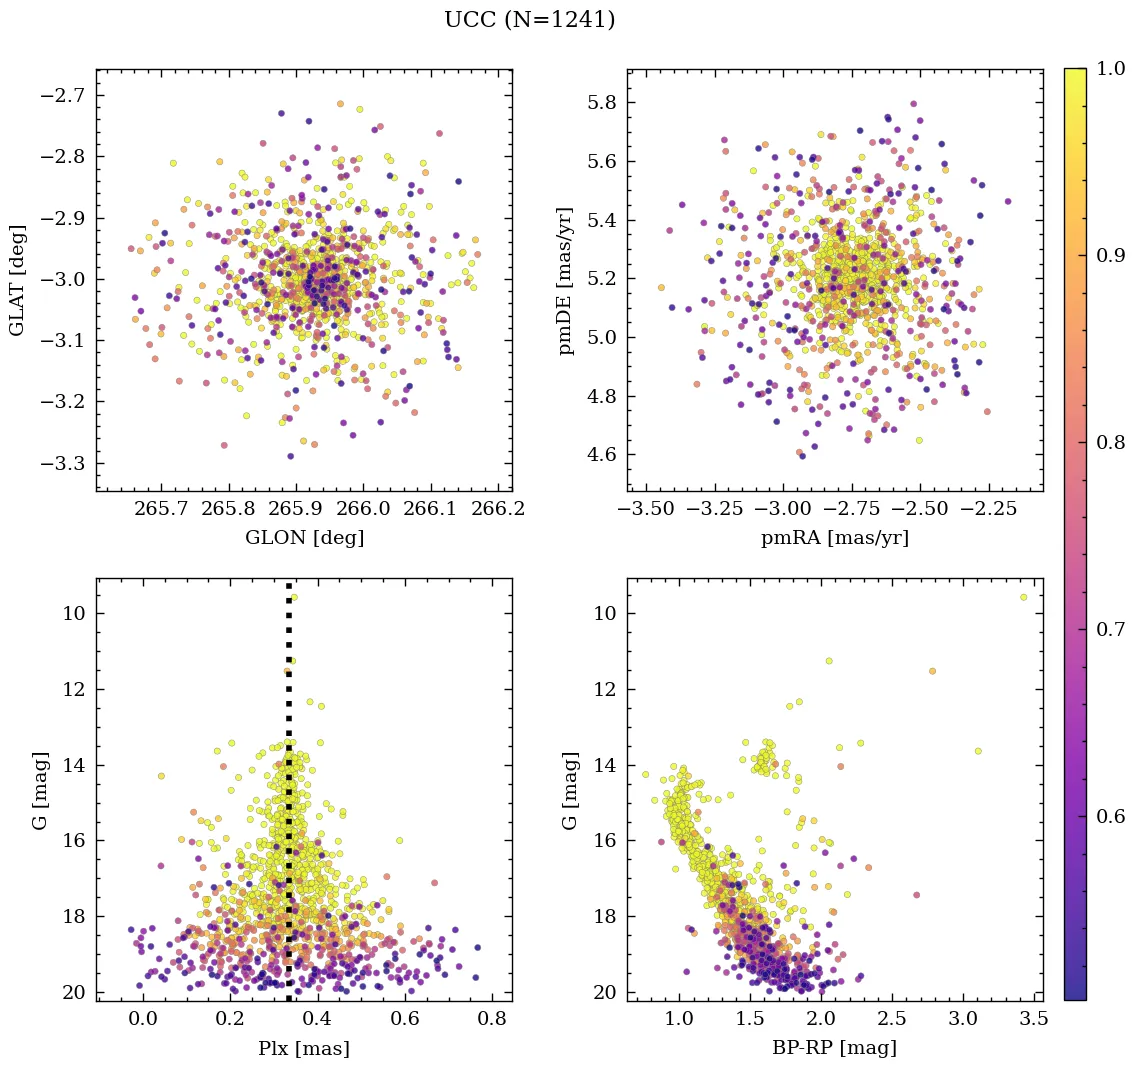 UCC (N=1241)
−2.7
−2.8
−2.9
−3.0
−3.1
−3.2
−3.3
GLAT [deg]
265.7 265.8 265.9 266.0 266.1 266.2
GLON [deg]
5.8
5.6
5.4
5.2
5.0
4.8
4.6
pmDE [mas/yr]
−3.50 −3.25 −3.00 −2.75 −2.50 −2.25
pmRA [mas/yr]
1.0
0.9
0.8
0.7
0.6
10
12
14
16
18
20
G [mag]
0.0 0.2 0.4 0.6 0.8
Plx [mas]
10
12
14
16
18
20
G [mag]
1.0 1.5 2.0 2.5 3.0 3.5
BP-RP [mag]